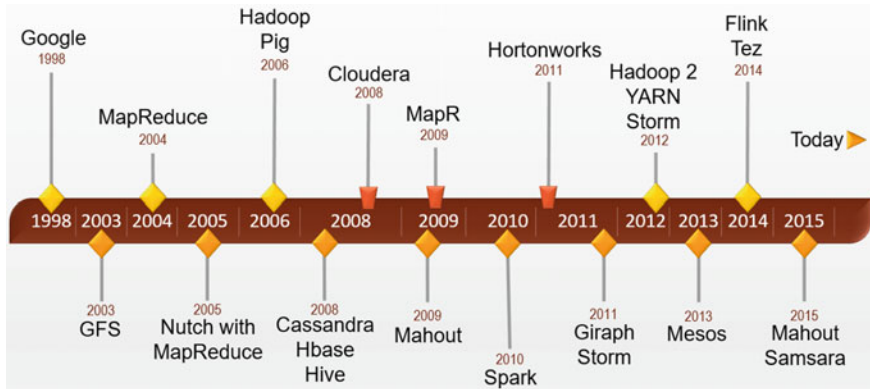 Google
1998
MapReduce
2004
Hadoop
Pig
2006
Cloudera
2008
MapR
2009
Hortonworks
2011
Hadoop 2
YARN
Storm
2012
Flink
Tez
2014
Today
1998 2003 2004 2005 2006 2008 2009 2010 2011 2012 2013 2014 2015
2003
GFS
2005
Nutch with
MapReduce
2008
Cassandra
Hbase
Hive
2009
Mahout
2010
Spark
2011
Giraph
Storm
2013
Mesos
2015
Mahout
Samsara